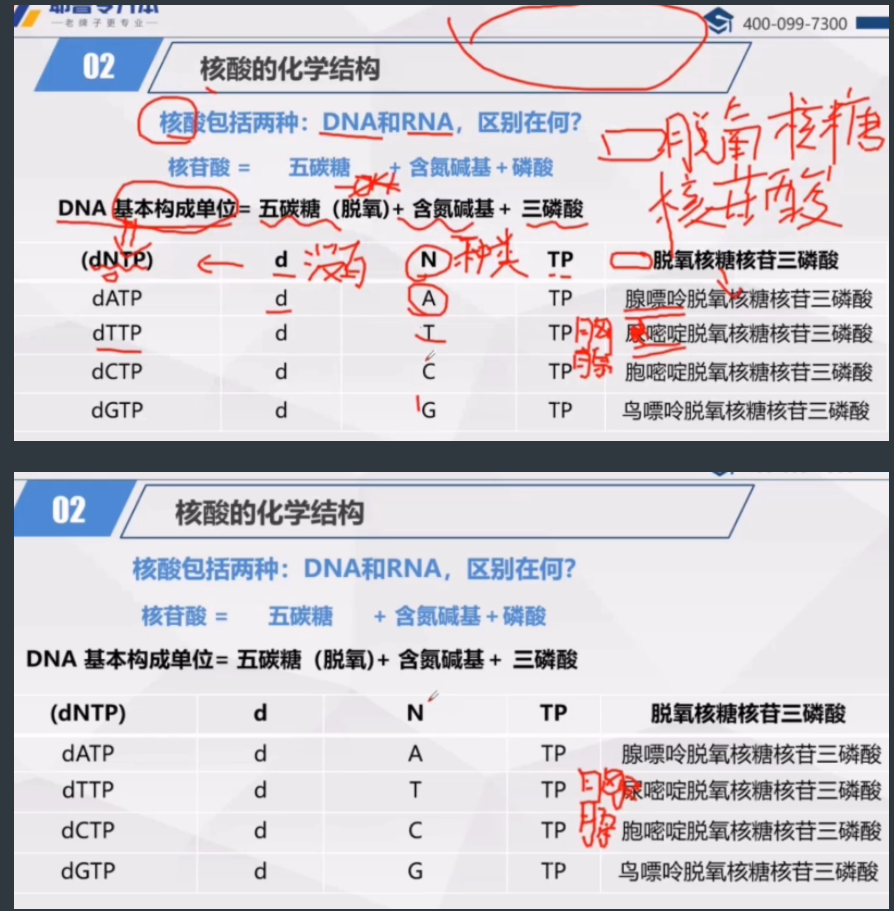 —老牌子更专业—
400-099-7300
02 核酸的化学结构
核酸包括两种：DNA和RNA，区别在何？
核苷酸 = 五碳糖 + 含氮碱基 + 磷酸
脱氧核糖
核苷酸
DNA 基本构成单位= 五碳糖（脱氧)+ 含氮碱基 + 三磷酸
(dNTP) d 没有 N 种类 TP 脱氧核糖核苷三磷酸
dATP d A TP 腺嘌呤脱氧核糖核苷三磷酸
dTTP d T TP 尿嘧啶脱氧核糖核苷三磷酸
dCTP d C TP 胞嘧啶脱氧核糖核苷三磷酸
dGTP d G TP 鸟嘌呤脱氧核糖核苷三磷酸
02 核酸的化学结构
核酸包括两种：DNA和RNA，区别在何？
核苷酸 = 五碳糖 + 含氮碱基 + 磷酸
DNA 基本构成单位= 五碳糖（脱氧)+ 含氮碱基 + 三磷酸
(dNTP) d N TP 脱氧核糖核苷三磷酸
dATP d A TP 腺嘌呤脱氧核糖核苷三磷酸
dTTP d T TP 尿嘧啶脱氧核糖核苷三磷酸
dCTP d C TP 胞嘧啶脱氧核糖核苷三磷酸
dGTP d G TP 鸟嘌呤脱氧核糖核苷三磷酸